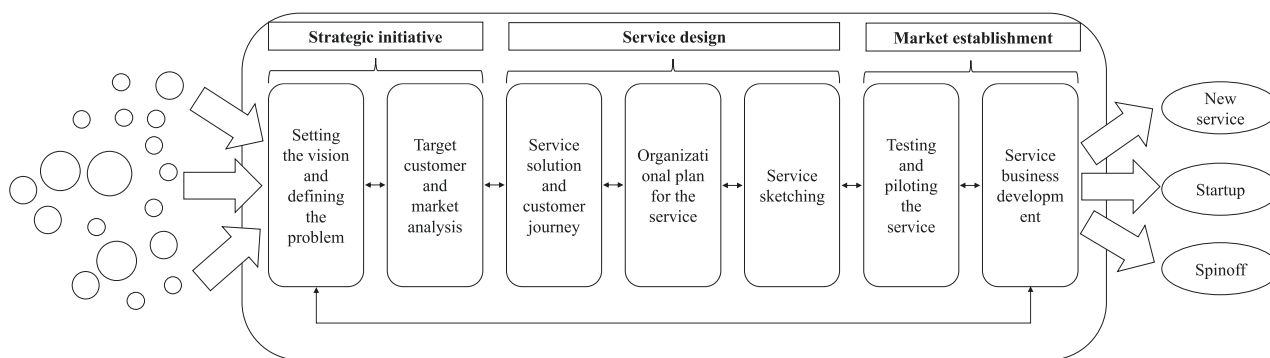 Strategic initiative
Service design
Market establishment
Setting
the vision
and
defining
the
problem
Target
customer
and
market
analysis
Service
solution
and
customer
journey
Organizati
onal plan
for the
service
Service
sketching
Testing
and
piloting
the
service
Service
business
developm
ent
New
service
Startup
Spinoff